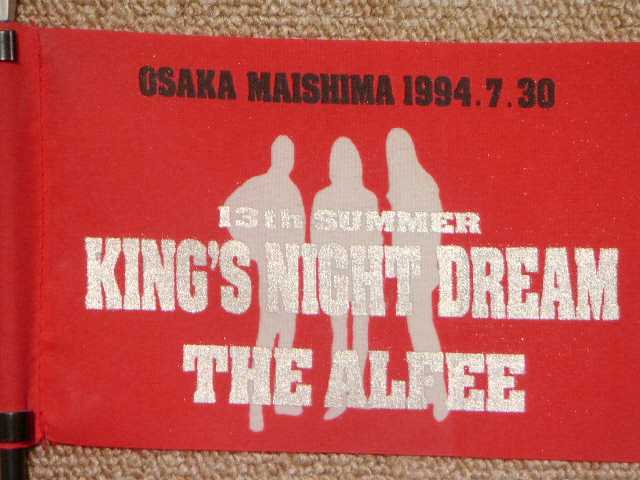 OSAKA MAISHIMA 1994.7.30
13th SUMMER
KING'S NIGHT DREAM
THE ALFEE